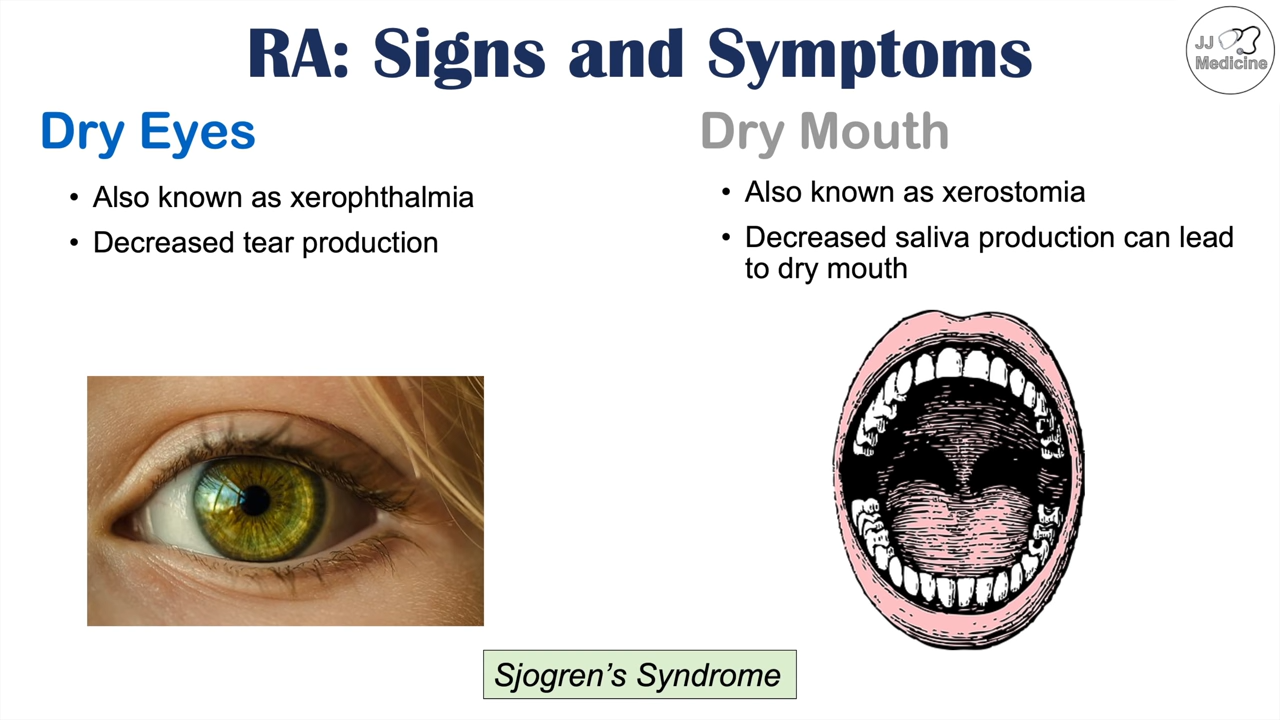 RA: Signs and Symptoms
JJ
Medicine
Dry Eyes
• Also known as xerophthalmia
• Decreased tear production
Dry Mouth
• Also known as xerostomia
• Decreased saliva production can lead
to dry mouth
Sjogren’s Syndrome